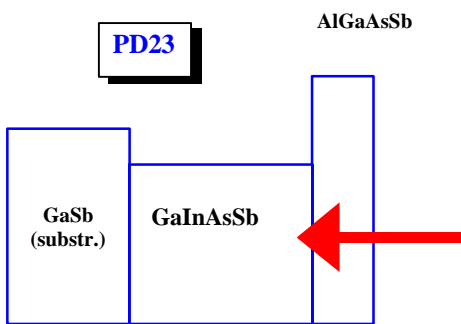 AlGaAsSb
PD23
GaSb
(substr.)
GaInAsSb